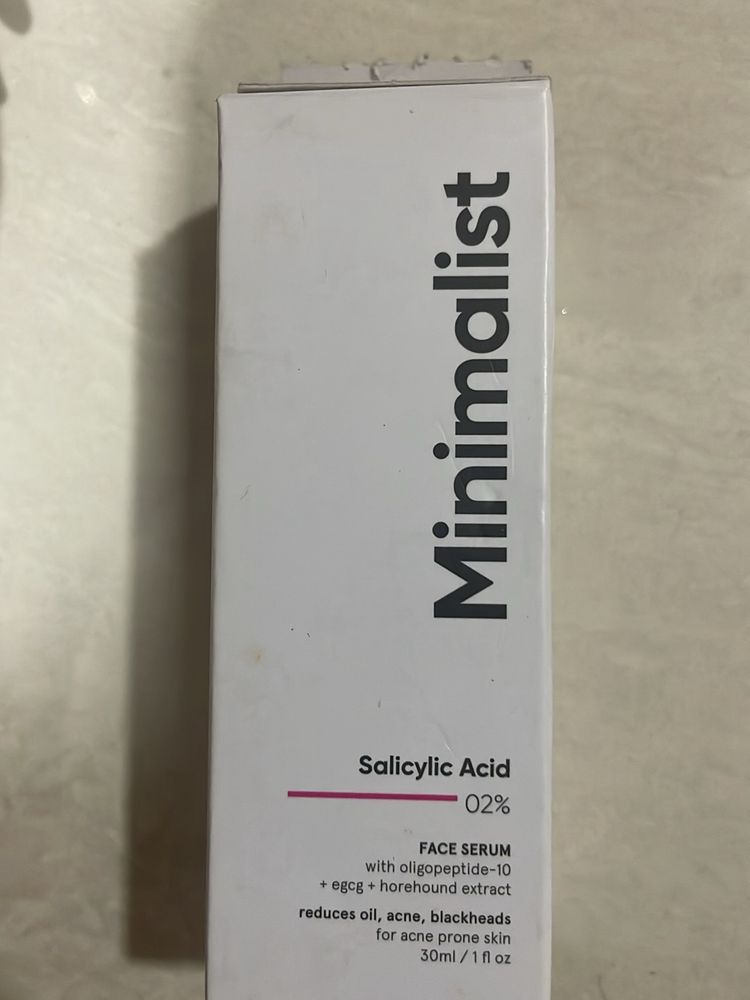 Minimalist
Salicylic Acid
02%
FACE SERUM
with oligopeptide-10
+ egcg + horehound extract
reduces oil, acne, blackheads
for acne prone skin
30ml / 1 fl oz